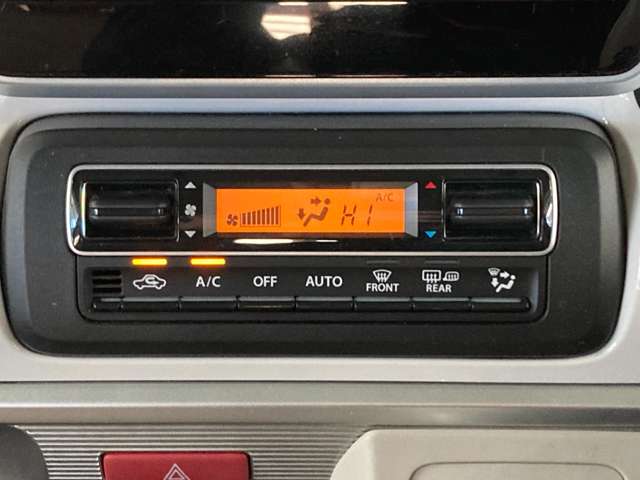 A/C
HI
A/C OFF AUTO FRONT REAR